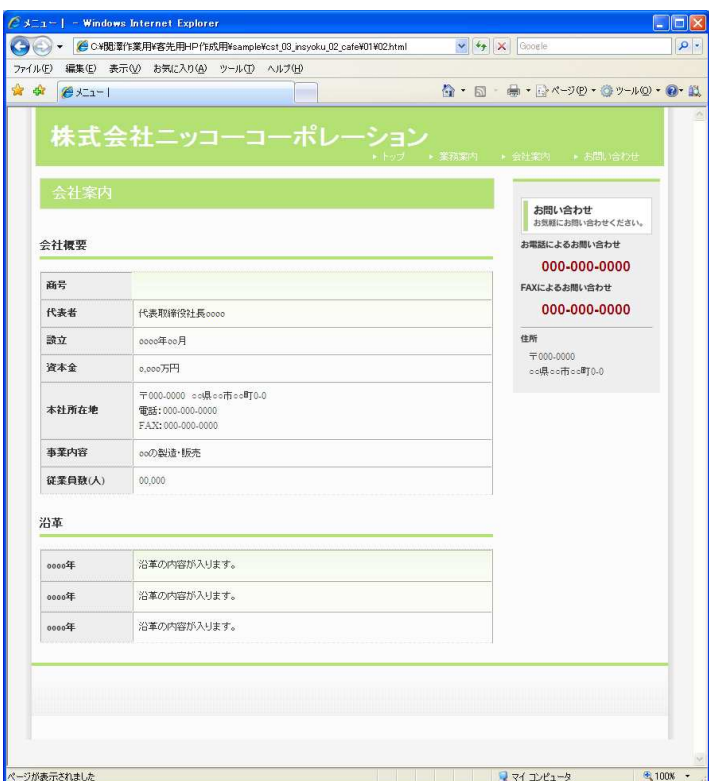 メニュー | - Windows Internet Explorer
C:¥関澤作業用¥客先用HP作成用¥sample¥cst_03_insyoku_02_cafe¥01¥02.html
Google
ファイル(F) 編集(E) 表示(V) お気に入り(A) ツール(T) ヘルプ(H)
メニュー |
ページ(P) ツール(O)
株式会社ニッコーコーポレーション
トップ 業務案内 会社案内 お問い合わせ
会社案内
会社概要
商号
代表者 代表取締役社長○○○○
設立 ○○○○年○○月
資本金 ○,○○○万円
本社所在地 〒000-0000 ○○県○○市○○町0-0
電話:000-000-0000
FAX:000-000-0000
事業内容 ○○の製造・販売
従業員数(人) 00,000
沿革
○○○○年 沿革の内容が入ります。
○○○○年 沿革の内容が入ります。
○○○○年 沿革の内容が入ります。
お問い合わせ
お気軽にお問い合わせください。
お電話によるお問い合わせ
000-000-0000
FAXによるお問い合わせ
000-000-0000
住所
〒000-0000
○○県○○市○○町0-0
ページが表示されました
マイ コンピュータ
100%